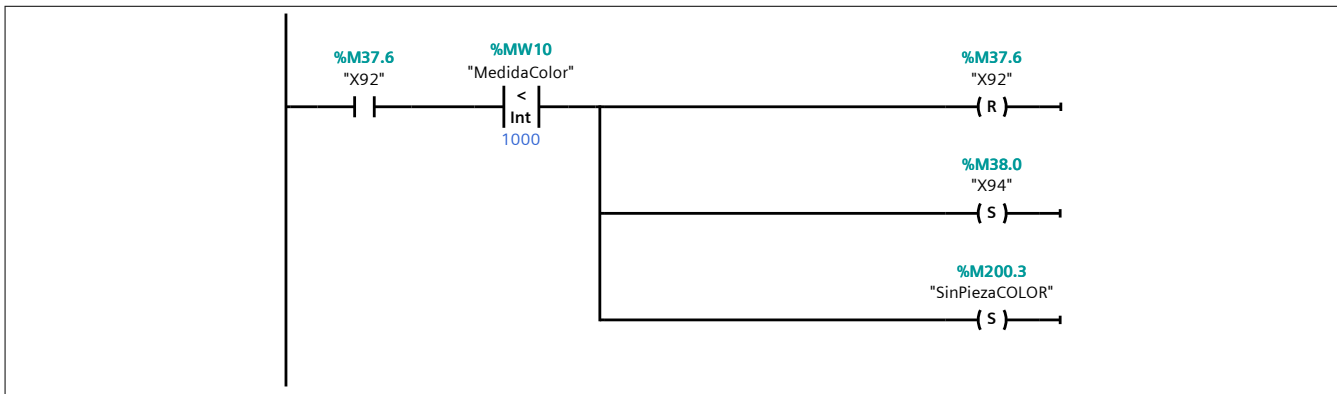 %M37.6
"X92"
%MW10
"MedidaColor"
<
Int
1000
%M37.6
"X92"
R
%M38.0
"X94"
S
%M200.3
"SinPiezaCOLOR"
S